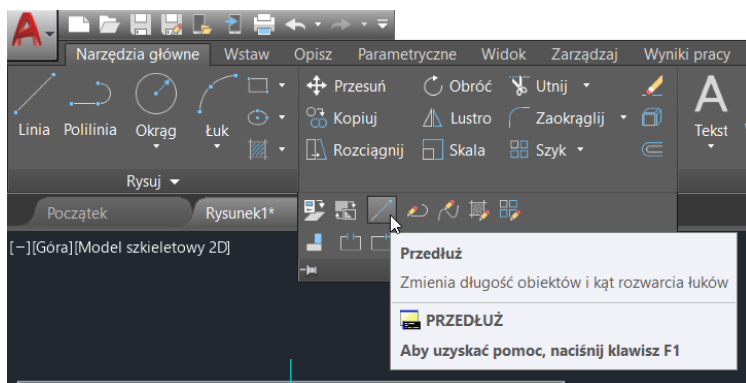 Narzędzia główne Wstaw Opisz Parametryczne Widok Zarządzaj Wyniki pracy
Linia Polilinia Okrąg Łuk
Przesuń Obróć Utnij
Kopiuj Lustro Zaokrąglij
Rozciągnij Skala Szyk
Tekst
Rysuj
Początek Rysunek1*
[−][Góra][Model szkieletowy 2D]
Przedłuż
Zmienia długość obiektów i kąt rozwarcia łuków
PRZEDŁUŻ
Aby uzyskać pomoc, naciśnij klawisz F1